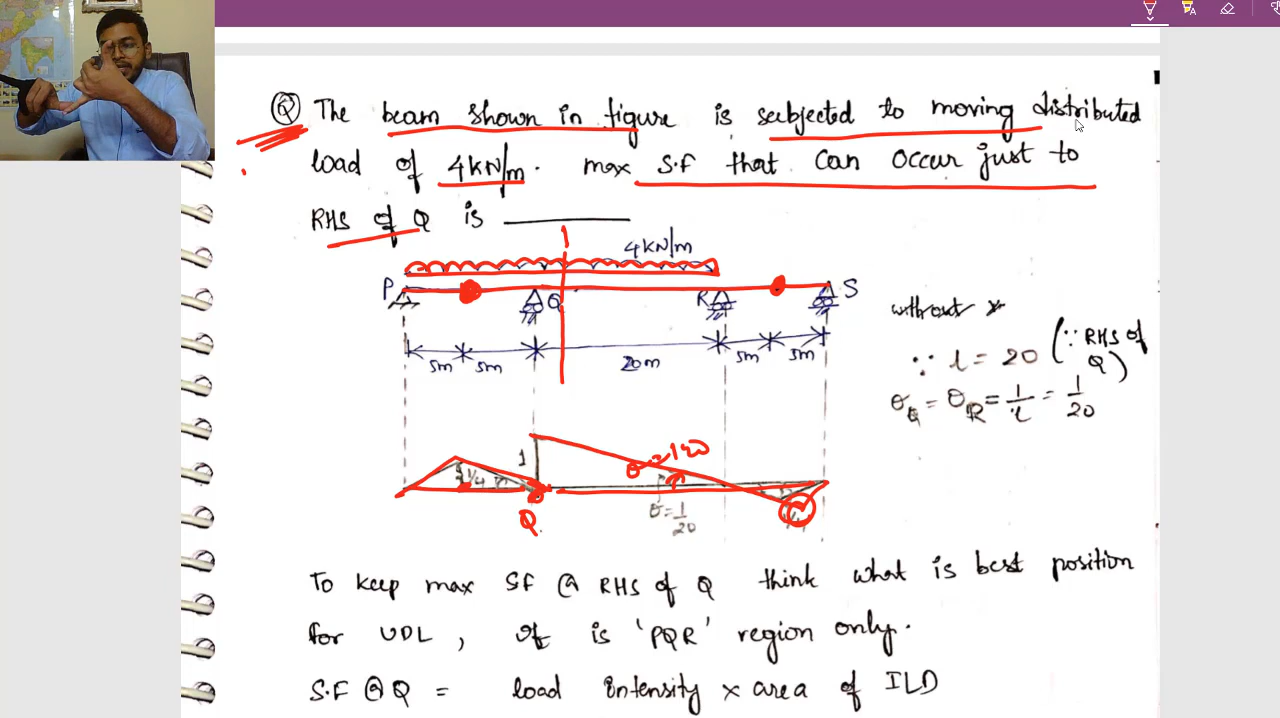 Q The beam shown in figure is subjected to moving distributed
load of 4KN/m. max S.F that can occur just to
RHS of Q is
4KN/m
P Q R S
5m 5m 20m 5m 5m
without
∵ l = 20 (∵ RHS of Q)
θQ = θR = 1/l = 1/20
1
1/4
θ = 1/20
Q
To keep max SF @ RHS of Q think what is best position
for UDL, it is 'PQR' region only.
S.F @ Q = load intensity x area of ILD